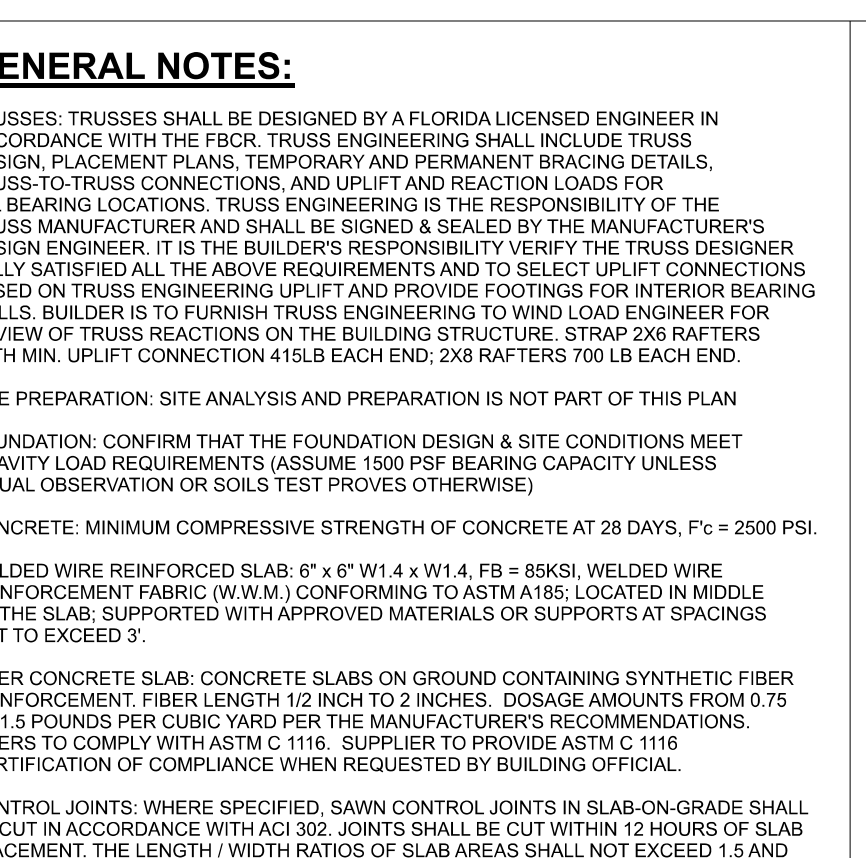 ENERAL NOTES:
USSES: TRUSSES SHALL BE DESIGNED BY A FLORIDA LICENSED ENGINEER IN
CORDANCE WITH THE FBCR. TRUSS ENGINEERING SHALL INCLUDE TRUSS
SIGN, PLACEMENT PLANS, TEMPORARY AND PERMANENT BRACING DETAILS,
USS-TO-TRUSS CONNECTIONS, AND UPLIFT AND REACTION LOADS FOR
L BEARING LOCATIONS. TRUSS ENGINEERING IS THE RESPONSIBILITY OF THE
USS MANUFACTURER AND SHALL BE SIGNED & SEALED BY THE MANUFACTURER'S
SIGN ENGINEER. IT IS THE BUILDER'S RESPONSIBILITY VERIFY THE TRUSS DESIGNER
LLY SATISFIED ALL THE ABOVE REQUIREMENTS AND TO SELECT UPLIFT CONNECTIONS
SED ON TRUSS ENGINEERING UPLIFT AND PROVIDE FOOTINGS FOR INTERIOR BEARING
LLS. BUILDER IS TO FURNISH TRUSS ENGINEERING TO WIND LOAD ENGINEER FOR
VIEW OF TRUSS REACTIONS ON THE BUILDING STRUCTURE. STRAP 2X6 RAFTERS
TH MIN. UPLIFT CONNECTION 415LB EACH END; 2X8 RAFTERS 700 LB EACH END.
E PREPARATION: SITE ANALYSIS AND PREPARATION IS NOT PART OF THIS PLAN
UNDATION: CONFIRM THAT THE FOUNDATION DESIGN & SITE CONDITIONS MEET
AVITY LOAD REQUIREMENTS (ASSUME 1500 PSF BEARING CAPACITY UNLESS
UAL OBSERVATION OR SOILS TEST PROVES OTHERWISE)
NCRETE: MINIMUM COMPRESSIVE STRENGTH OF CONCRETE AT 28 DAYS, F'c = 2500 PSI.
LDED WIRE REINFORCED SLAB: 6" x 6" W1.4 x W1.4, FB = 85KSI, WELDED WIRE
INFORCEMENT FABRIC (W.W.M.) CONFORMING TO ASTM A185; LOCATED IN MIDDLE
THE SLAB; SUPPORTED WITH APPROVED MATERIALS OR SUPPORTS AT SPACINGS
T TO EXCEED 3'.
ER CONCRETE SLAB: CONCRETE SLABS ON GROUND CONTAINING SYNTHETIC FIBER
INFORCEMENT. FIBER LENGTH 1/2 INCH TO 2 INCHES.  DOSAGE AMOUNTS FROM 0.75
1.5 POUNDS PER CUBIC YARD PER THE MANUFACTURER'S RECOMMENDATIONS.
ERS TO COMPLY WITH ASTM C 1116.  SUPPLIER TO PROVIDE ASTM C 1116
RTIFICATION OF COMPLIANCE WHEN REQUESTED BY BUILDING OFFICIAL.
NTROL JOINTS: WHERE SPECIFIED, SAWN CONTROL JOINTS IN SLAB-ON-GRADE SHALL
CUT IN ACCORDANCE WITH ACI 302. JOINTS SHALL BE CUT WITHIN 12 HOURS OF SLAB
ACEMENT. THE LENGTH / WIDTH RATIOS OF SLAB AREAS SHALL NOT EXCEED 1.5 AND